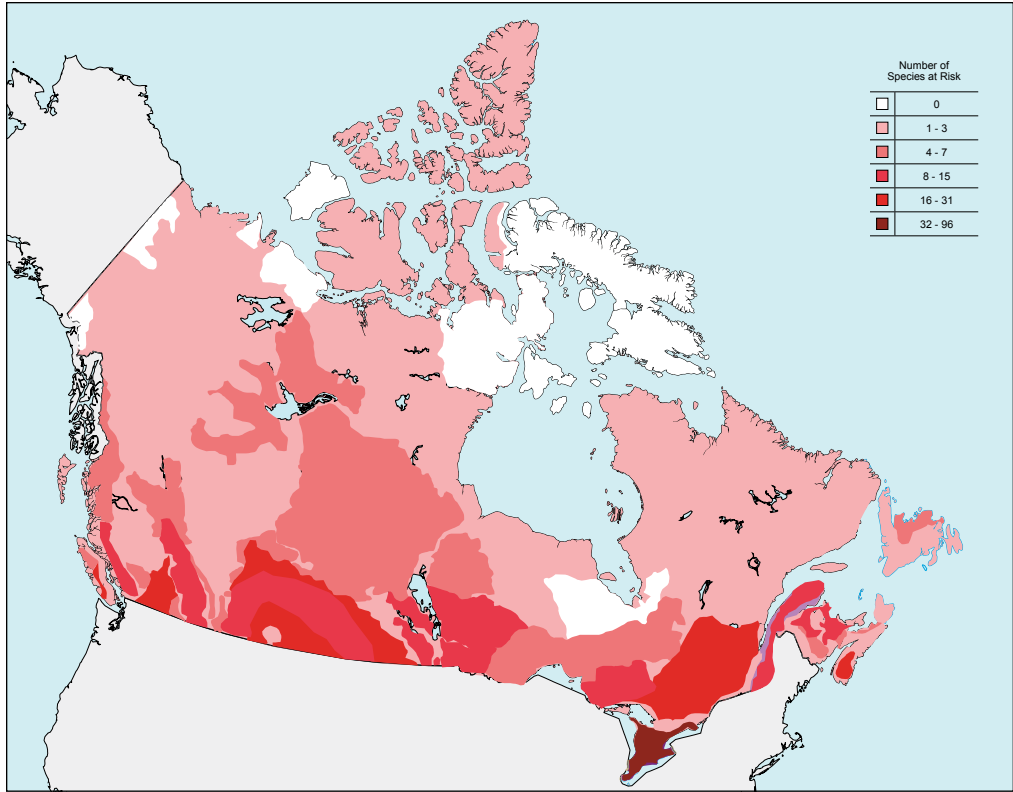 Number of
Species at Risk
0
1 - 3
4 - 7
8 - 15
16 - 31
32 - 96